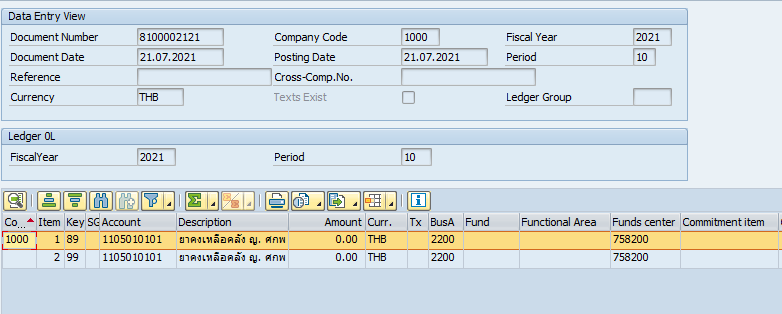 Data Entry View
Document Number 8100002121 Company Code 1000 Fiscal Year 2021
Document Date 21.07.2021 Posting Date 21.07.2021 Period 10
Reference Cross-Comp.No.
Currency THB Texts Exist Ledger Group
Ledger 0L
FiscalYear 2021 Period 10
Co... Item Key SG Account Description Amount Curr. Tx BusA Fund Functional Area Funds center Commitment item
1000 1 89 1105010101 ยาคงเหลือคลัง ญ. ศกพ 0.00 THB 2200 758200
2 99 1105010101 ยาคงเหลือคลัง ญ. ศกพ 0.00 THB 2200 758200